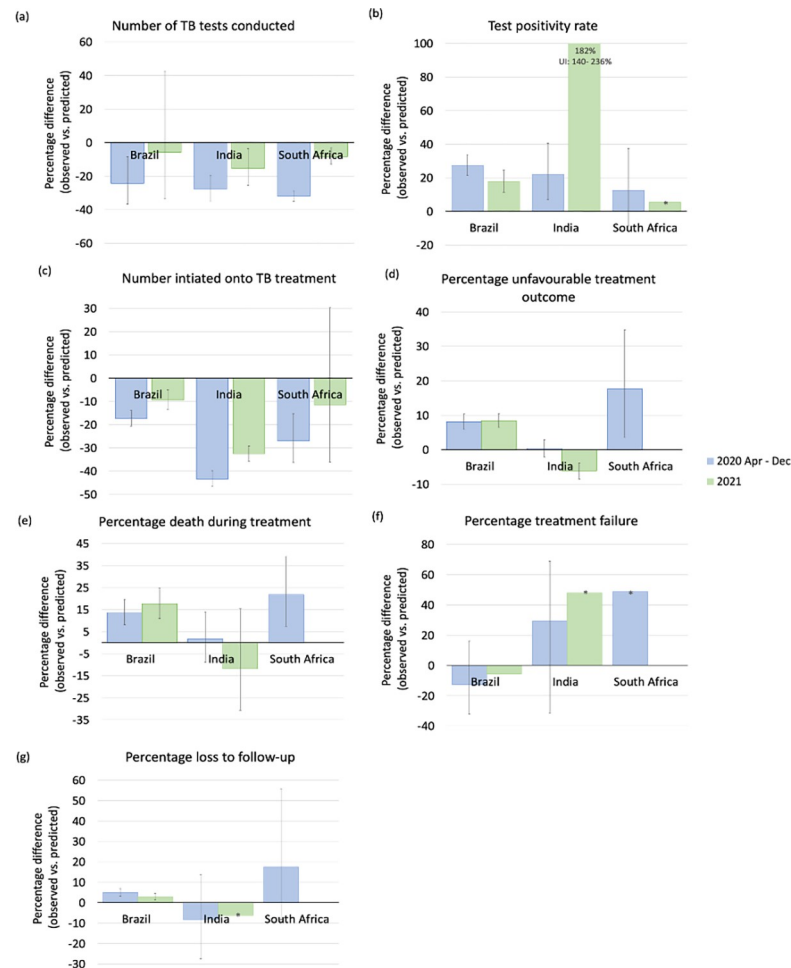 (a)
Number of TB tests conducted
Percentage difference
(observed vs. predicted)
60
40
20
0
-20
-40
-60
Brazil
India
South Africa
(b)
Test positivity rate
Percentage difference
(observed vs. predicted)
100
80
60
40
20
0
-20
182%
UI: 140- 236%
Brazil
India
South Africa
(c)
Number intiated onto TB treatment
Percentage difference
(observed vs. predicted)
30
20
10
0
-10
-20
-30
-40
-50
Brazil
India
South Africa
(d)
Percentage unfavourable treatment
outcome
Percentage difference
(observed vs. predicted)
40
30
20
10
0
-10
Brazil
India
South Africa
2020 Apr - Dec
2021
(e)
Percentage death during treatment
Percentage difference
(observed vs. predicted)
45
35
25
15
5
-5
-15
-25
-35
Brazil
India
South Africa
(f)
Percentage treatment failure
Percentage difference
(observed vs. predicted)
80
60
40
20
0
-20
-40
Brazil
India
South Africa
(g)
Percentage loss to follow-up
Percentage difference
(observed vs. predicted)
60
50
40
30
20
10
0
-10
-20
-30
Brazil
India
South Africa